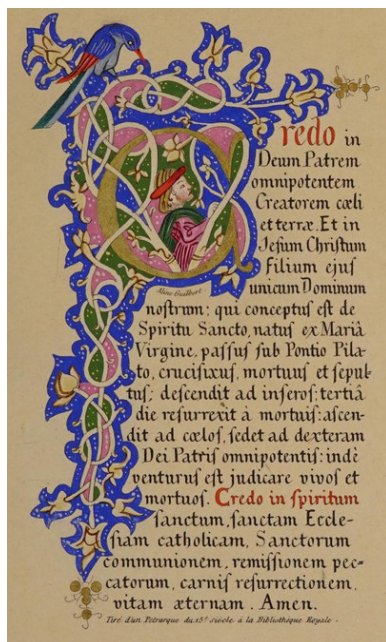 Credo in
Deum Patrem
omnipotentem
Creatorem cœli
et terræ. Et in
Jesum Christum
filium ejus
unicum Dominum
nostrum; qui conceptus est de
Spiritu Sancto, natus ex Mariâ
Virgine, passus sub Pontio Pila-
to, crucifixus, mortuus et sepul-
tus; descendit ad inferos: tertiâ
die resurrexit à mortuis: ascen-
dit ad cœlos, sedet ad dexteram
Dei Patris omnipotentis: indè
venturus est judicare vivos et
mortuos. Credo in spiritum
sanctum, sanctam Eccle-
siam catholicam, Sanctorum
communionem, remissionem pec-
catorum, carnis resurrectionem,
vitam æternam. Amen.
Tiré d'un Petrarque du 15e siècle à la Bibliothèque Royale.